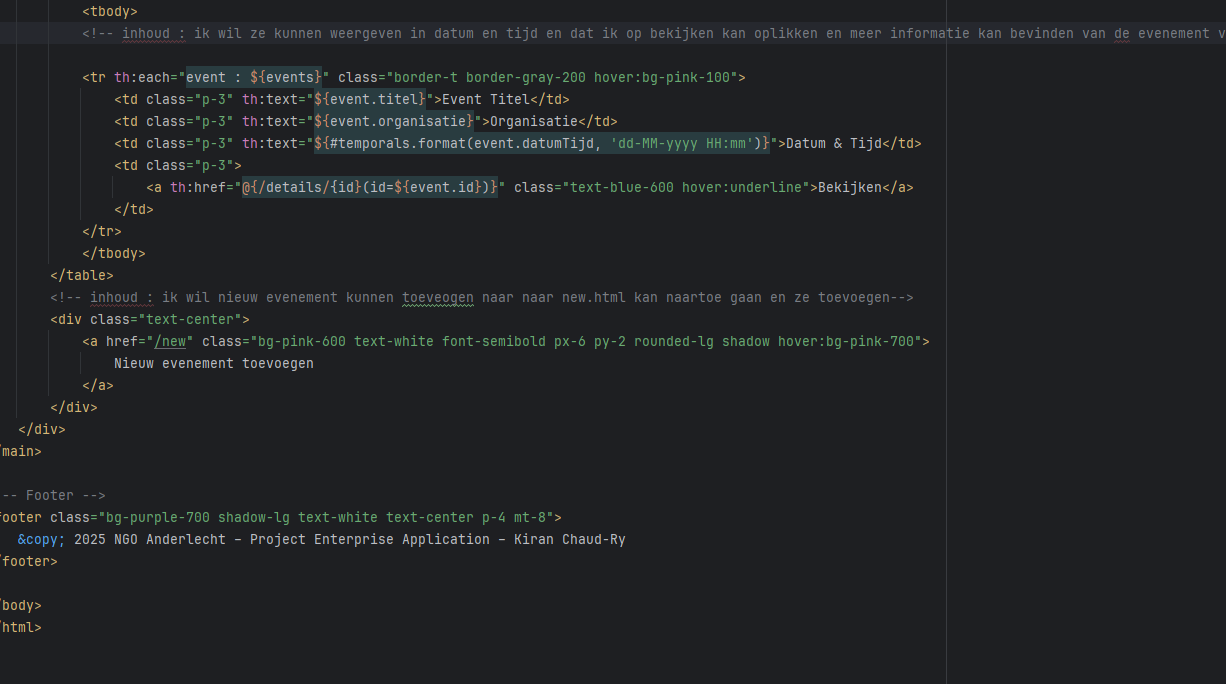 <tbody>
<!-- inhoud : ik wil ze kunnen weergeven in datum en tijd en dat ik op bekijken kan oplikken en meer informatie kan bevinden van de evenement v
<tr th:each="event : ${events}" class="border-t border-gray-200 hover:bg-pink-100">
<td class="p-3" th:text="${event.titel}">Event Titel</td>
<td class="p-3" th:text="${event.organisatie}">Organisatie</td>
<td class="p-3" th:text="${#temporals.format(event.datumTijd, 'dd-MM-yyyy HH:mm')}">Datum & Tijd</td>
<td class="p-3">
<a th:href="@{/details/{id}(id=${event.id})}" class="text-blue-600 hover:underline">Bekijken</a>
</td>
</tr>
</tbody>
</table>
<!-- inhoud : ik wil nieuw evenement kunnen toeveogen naar naar new.html kan naartoe gaan en ze toevoegen-->
<div class="text-center">
<a href="/new" class="bg-pink-600 text-white font-semibold px-6 py-2 rounded-lg shadow hover:bg-pink-700">
Nieuw evenement toevoegen
</a>
</div>
</div>
/main>
-- Footer -->
footer class="bg-purple-700 shadow-lg text-white text-center p-4 mt-8">
&copy; 2025 NGO Anderlecht – Project Enterprise Application – Kiran Chaud-Ry
/footer>
/body>
/html>